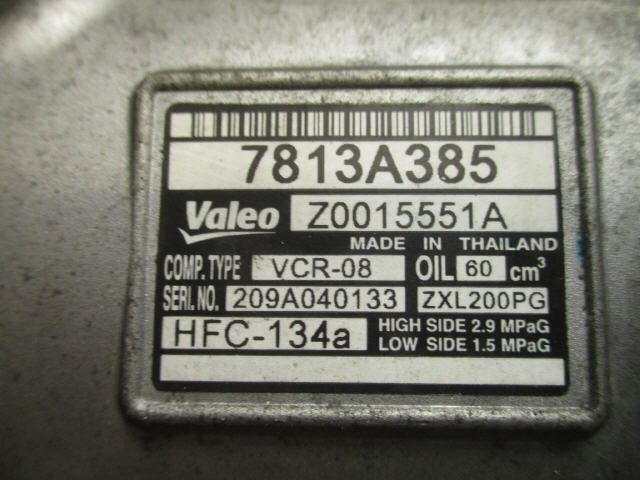 7813A385
Valeo Z0015551A
MADE IN THAILAND
COMP. TYPE VCR-08 OIL 60 cm³
SERI. NO. 209A040133 ZXL200PG
HFC-134a HIGH SIDE 2.9 MPaG
LOW SIDE 1.5 MPaG